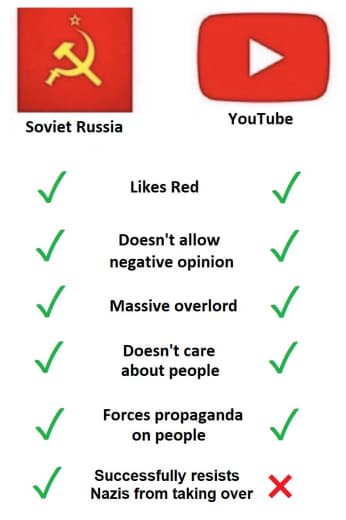 Soviet Russia
YouTube
Likes Red
Doesn't allow
negative opinion
Massive overlord
Doesn't care
about people
Forces propaganda
on people
Successfully resists
Nazis from taking over